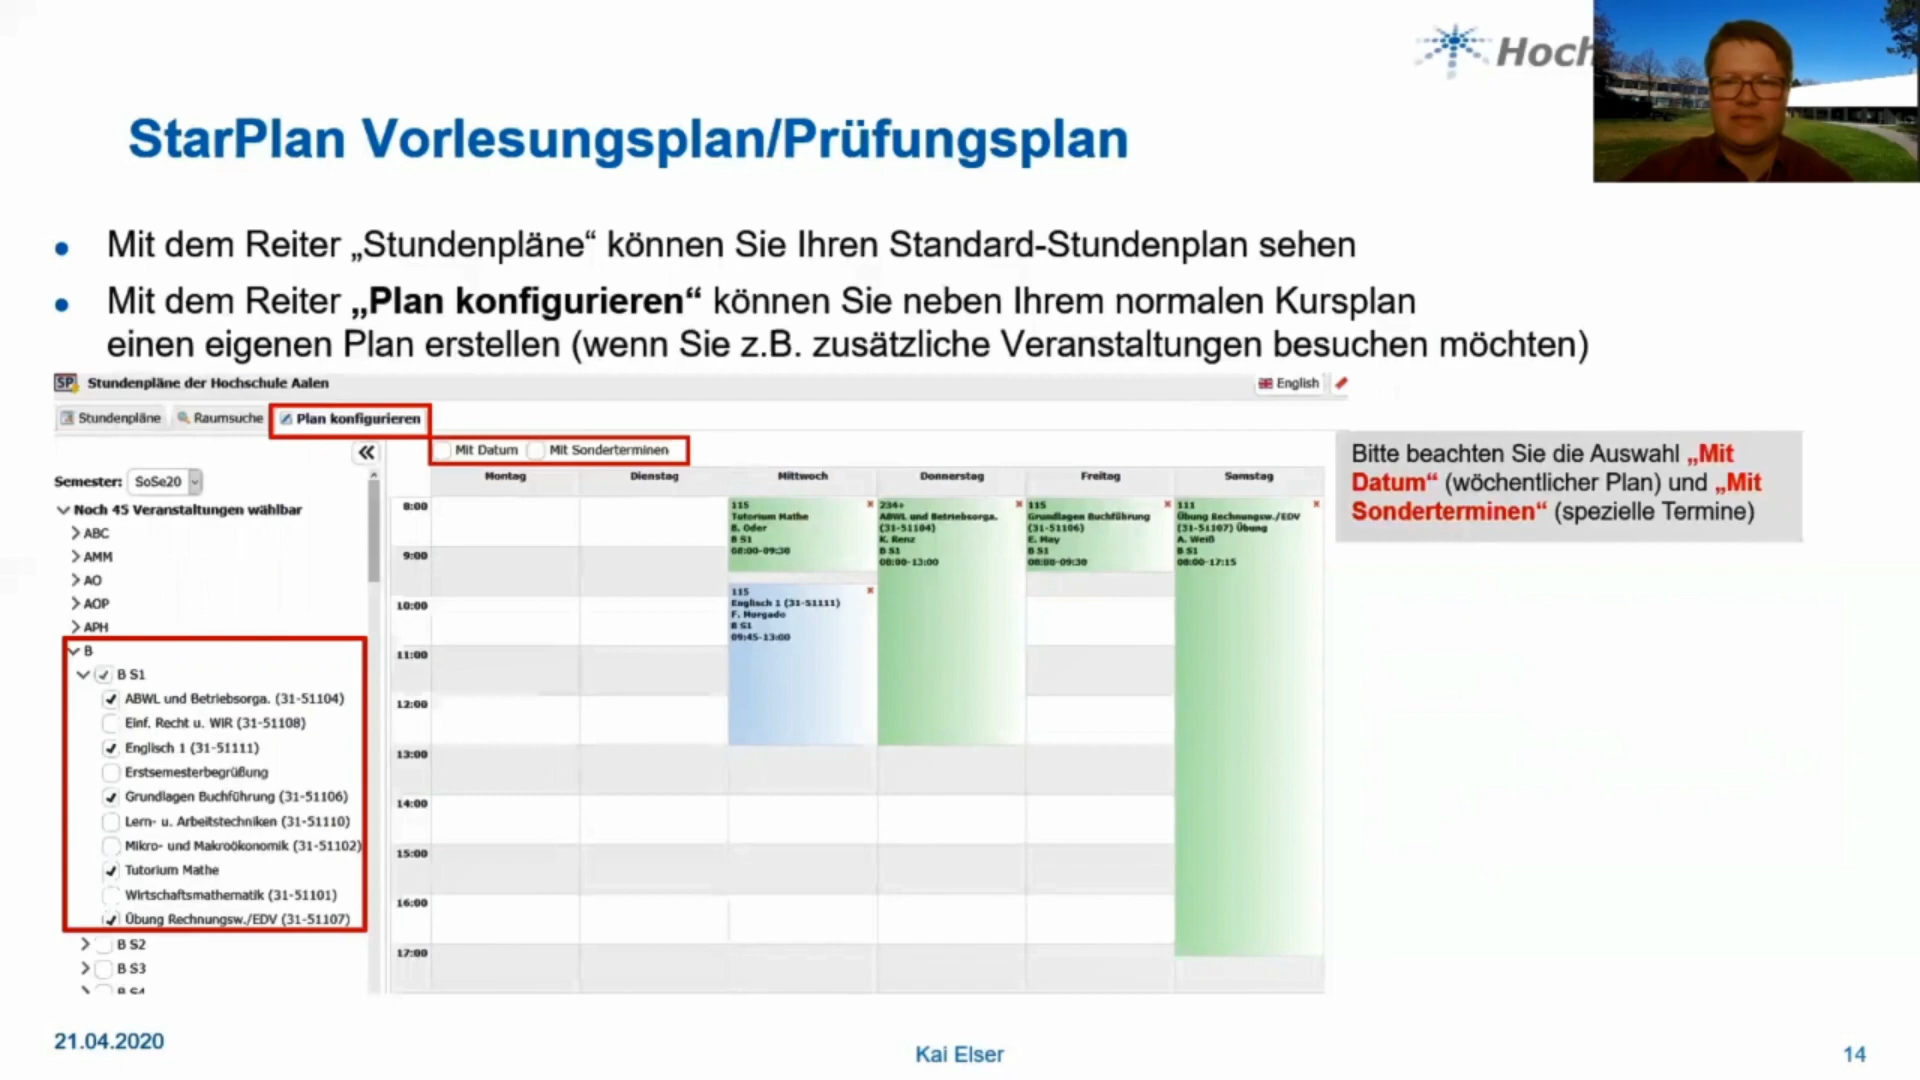 Hoch
StarPlan Vorlesungsplan/Prüfungsplan
Mit dem Reiter „Stundenpläne“ können Sie Ihren Standard-Stundenplan sehen
Mit dem Reiter „Plan konfigurieren“ können Sie neben Ihrem normalen Kursplan
einen eigenen Plan erstellen (wenn Sie z.B. zusätzliche Veranstaltungen besuchen möchten)
SP Stundenpläne der Hochschule Aalen
English
Stundenpläne Raumsuche Plan konfigurieren
Mit Datum Mit Sonderterminen
Semester: SoSe20
Noch 45 Veranstaltungen wählbar
ABC
AMM
AO
AOP
APH
B
B S1
ABWL und Betriebsorga. (31-51104)
Einf. Recht u. WIR (31-51108)
Englisch 1 (31-51111)
Erstsemesterbegrüßung
Grundlagen Buchführung (31-51106)
Lern- u. Arbeitstechniken (31-51110)
Mikro- und Makroökonomik (31-51102)
Tutorium Mathe
Wirtschaftsmathematik (31-51101)
Übung Rechnungsw./EDV (31-51107)
B S2
B S3
B S4
Montag Dienstag Mittwoch Donnerstag Freitag Samstag
8:00
9:00
10:00
11:00
12:00
13:00
14:00
15:00
16:00
17:00
115
Tutorium Mathe
B. Oder
B S1
08:00-09:30
115
Englisch 1 (31-51111)
F. Morgado
B S1
09:45-13:00
234+
ABWL und Betriebsorga.
(31-51104)
K. Renz
B S1
08:00-13:00
115
Grundlagen Buchführung
(31-51106)
E. May
B S1
08:00-09:30
111
Übung Rechnungsw./EDV
(31-51107) Übung
A. Weiß
B S1
08:00-17:15
Bitte beachten Sie die Auswahl „Mit
Datum“ (wöchentlicher Plan) und „Mit
Sonderterminen“ (spezielle Termine)
21.04.2020
Kai Elser
14